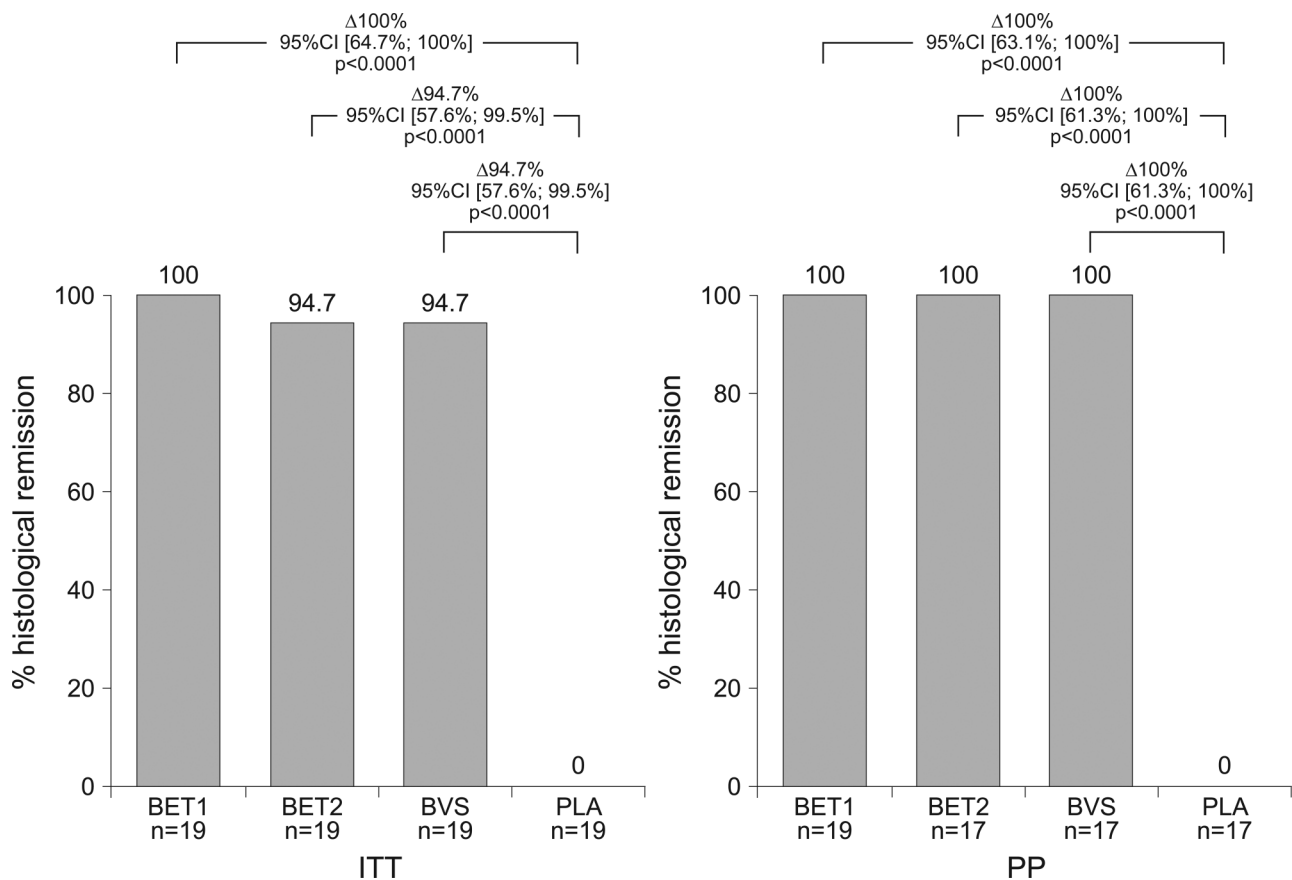 Δ100%
95%CI [64.7%; 100%]
p<0.0001
Δ94.7%
95%CI [57.6%; 99.5%]
p<0.0001
Δ94.7%
95%CI [57.6%; 99.5%]
p<0.0001
100
94.7
94.7
0
% histological remission
100
80
60
40
20
0
BET1
n=19
BET2
n=19
BVS
n=19
PLA
n=19
ITT
Δ100%
95%CI [63.1%; 100%]
p<0.0001
Δ100%
95%CI [61.3%; 100%]
p<0.0001
Δ100%
95%CI [61.3%; 100%]
p<0.0001
100
100
100
0
% histological remission
100
80
60
40
20
0
BET1
n=19
BET2
n=17
BVS
n=17
PLA
n=17
PP